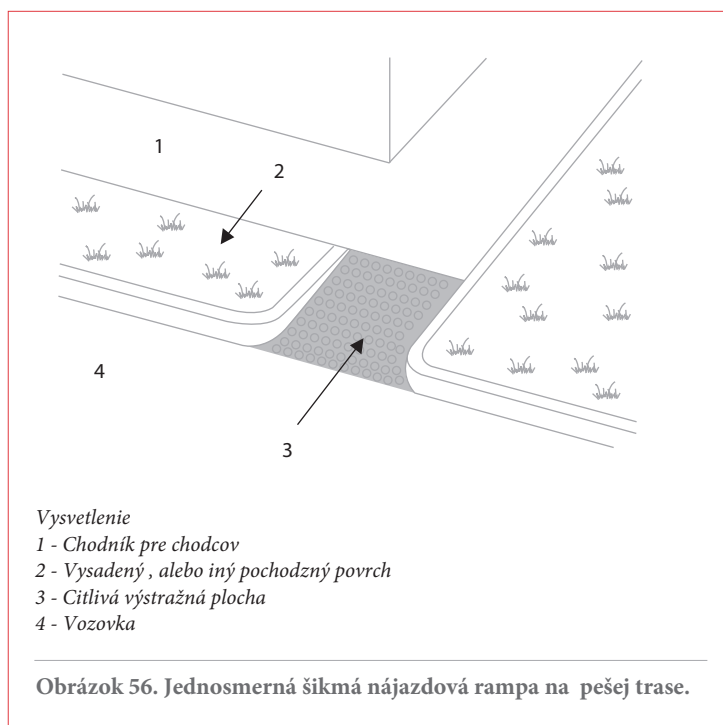 1
2
4
3
Vysvetlenie
1 - Chodník pre chodcov
2 - Vysadený , alebo iný pochodzný povrch
3 - Citlivá výstražná plocha
4 - Vozovka
Obrázok 56. Jednosmerná šikmá nájazdová rampa na pešej trase.